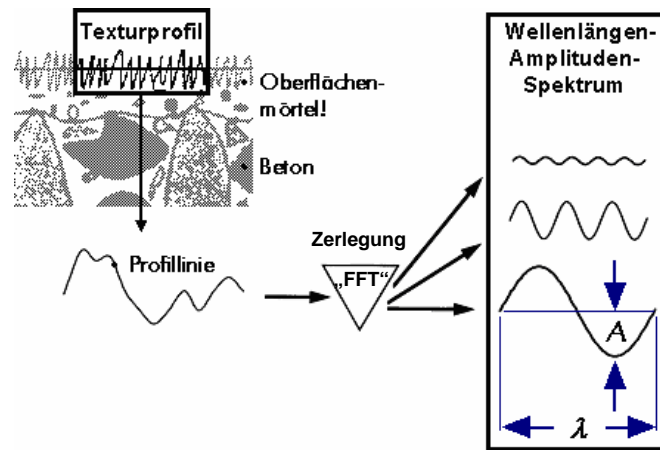 Texturprofil
Oberflächen-
mörtel!
Beton
Profillinie
Zerlegung
„FFT“
Wellenlängen-
Amplituden-
Spektrum
A
λ